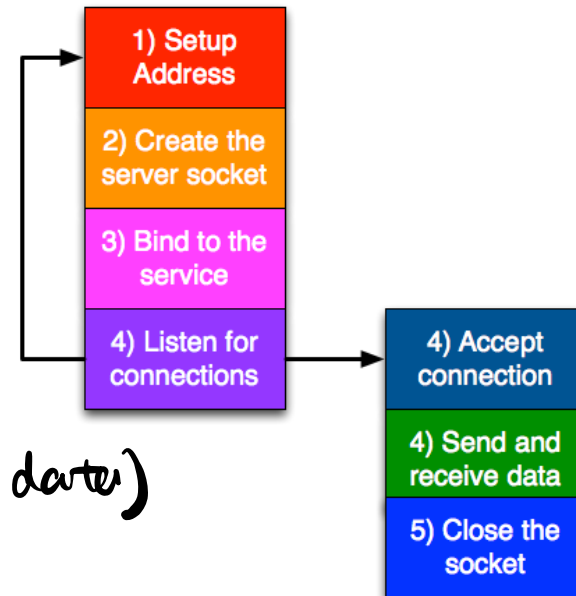 1) Setup
Address
2) Create the
server socket
3) Bind to the
service
4) Listen for
connections
4) Accept
connection
4) Send and
receive data
5) Close the
socket